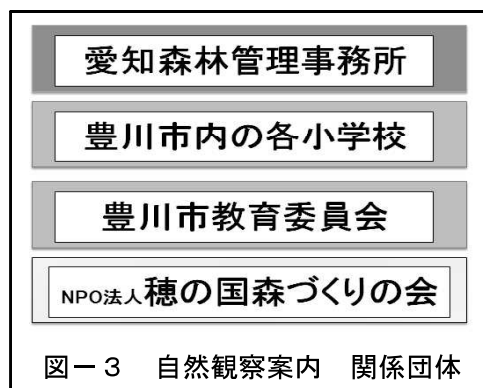 愛知森林管理事務所
豊川市内の各小学校
豊川市教育委員会
NPO法人穂の国森づくりの会
図－３　自然観察案内　関係団体